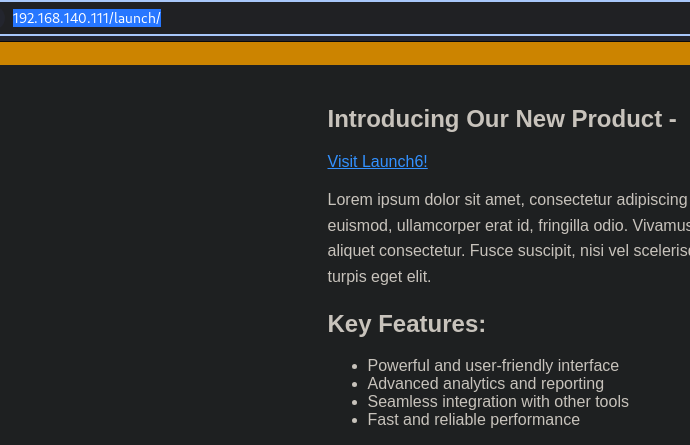 192.168.140.111/launch/
Introducing Our New Product -
Visit Launch6!
Lorem ipsum dolor sit amet, consectetur adipiscing
euismod, ullamcorper erat id, fringilla odio. Vivamus
aliquet consectetur. Fusce suscipit, nisi vel
turpis eget elit.
Key Features:
Powerful and user-friendly interface
Advanced analytics and reporting
Seamless integration with other tools
Fast and reliable performance